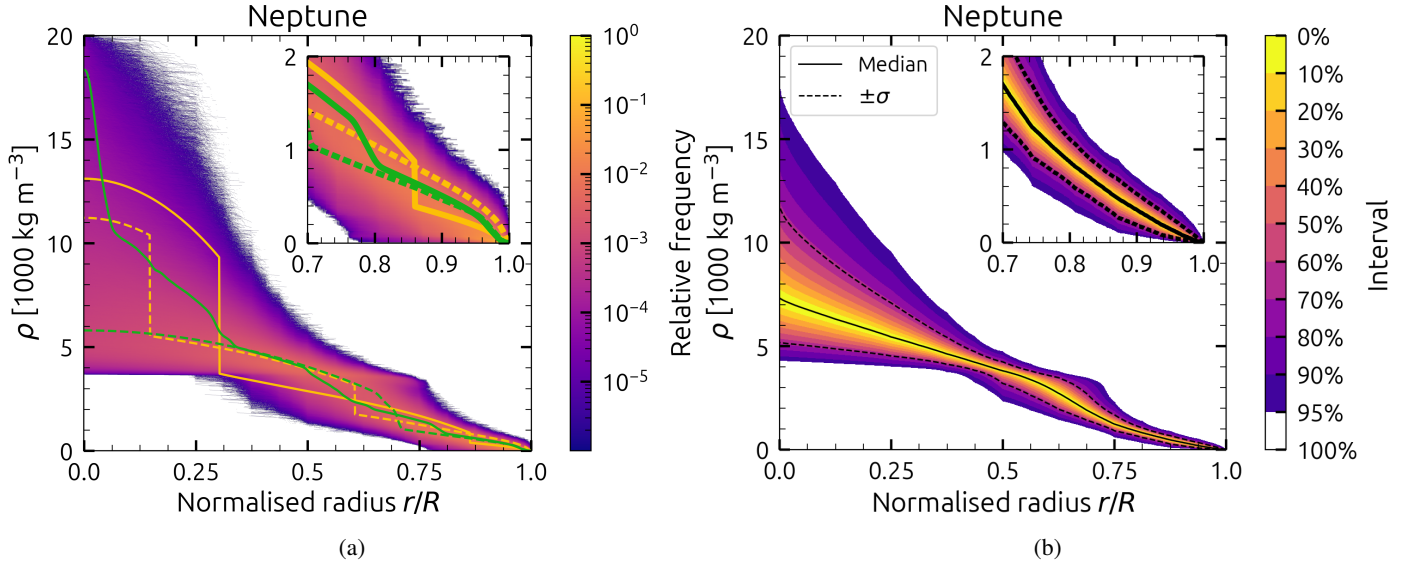 Neptune
20
15
10
5
0
ρ [1000 kg m⁻³]
0.0 0.25 0.5 0.75 1.0
Normalised radius r/R
2
1
0
0.7 0.8 0.9 1.0
10⁰
10⁻¹
10⁻²
10⁻³
10⁻⁴
10⁻⁵
Relative frequency
(a)
Neptune
20
15
10
5
0
ρ [1000 kg m⁻³]
Median
±σ
0.0 0.25 0.5 0.75 1.0
Normalised radius r/R
2
1
0
0.7 0.8 0.9 1.0
0%
10%
20%
30%
40%
50%
60%
70%
80%
90%
95%
100%
Interval
(b)